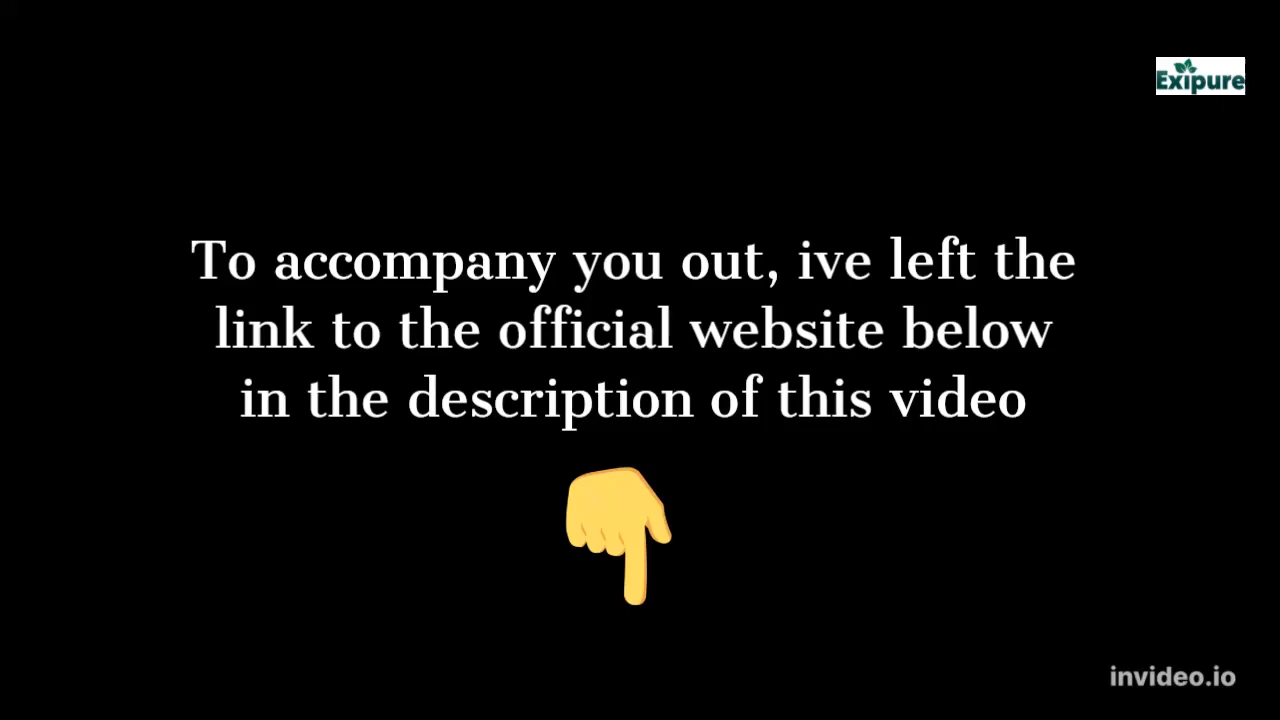 Exipure
To accompany you out, ive left the
link to the official website below
in the description of this video
invideo.io